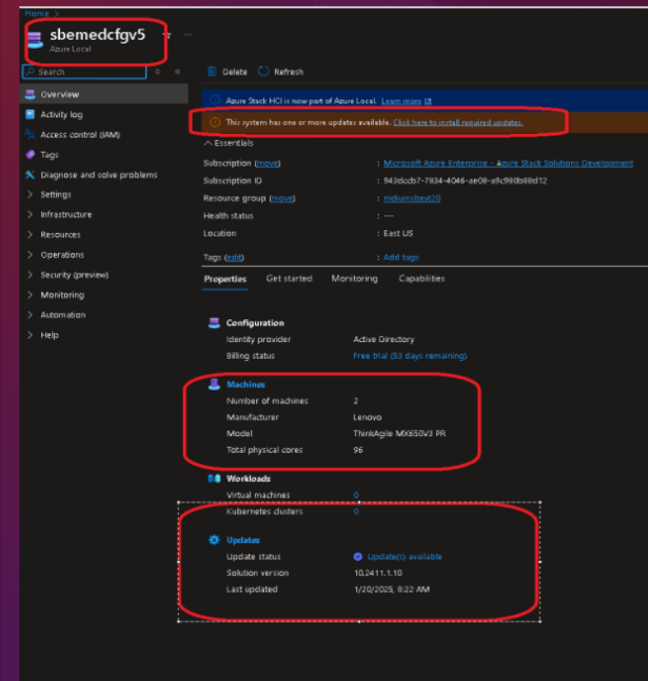 Home >
sbemedcfgv5
Azure Local
Search
Delete Refresh
Overview
Activity log
Access control (IAM)
Tags
Diagnose and solve problems
Settings
Infrastructure
Resources
Operations
Security (preview)
Monitoring
Automation
Help
Azure Stack HCI is now part of Azure Local. Learn more
This system has one or more updates available. Click here to install required updates.
Essentials
Subscription (move) : Microsoft Azure Enterprise - Azure Stack Solutions Development
Subscription ID :
Resource group (move) :
Health status : ---
Location : East US
Tags (edit) : Add tags
Properties Get started Monitoring Capabilities
Configuration
Identity provider Active Directory
Billing status Free trial (53 days remaining)
Machines
Number of machines 2
Manufacturer Lenovo
Model ThinkAgile MX650V3 PR
Total physical cores 96
Workloads
Virtual machines 0
Kubernetes clusters 0
Updates
Update status Update(s) available
Solution version 10.2411.1.10
Last updated 1/20/2025, 8:22 AM